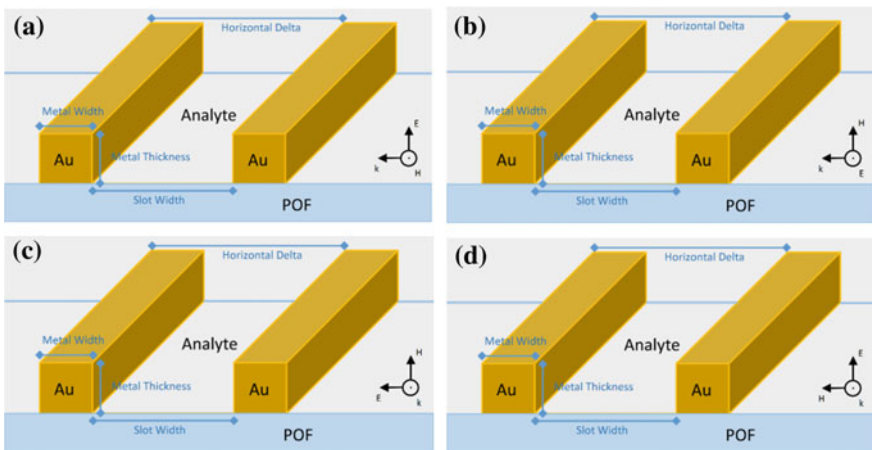 (a)
Horizontal Delta
Metal Width
Analyte
Au
Metal Thickness
Au
E
k
H
Slot Width
POF
(b)
Horizontal Delta
Metal Width
Analyte
Au
Metal Thickness
Au
H
k
E
Slot Width
POF
(c)
Horizontal Delta
Metal Width
Analyte
Au
Metal Thickness
Au
H
E
k
Slot Width
POF
(d)
Horizontal Delta
Metal Width
Analyte
Au
Metal Thickness
Au
E
H
k
Slot Width
POF